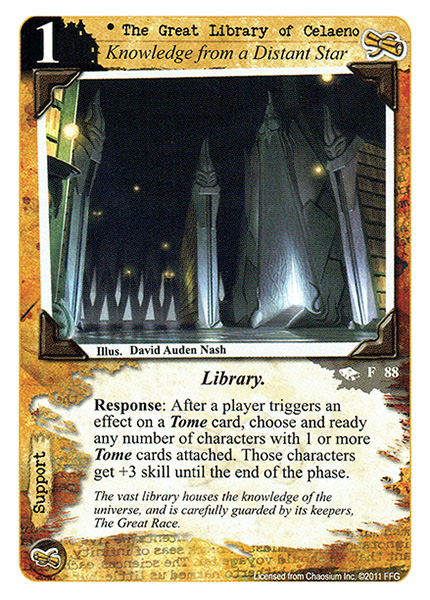 1
• The Great Library of Celaeno
Knowledge from a Distant Star
Illus. David Auden Nash
F 88
Library.
Response: After a player triggers an
effect on a Tome card, choose and ready
any number of characters with 1 or more
Tome cards attached. Those characters
get +3 skill until the end of the phase.
The vast library houses the knowledge of the
universe, and is carefully guarded by its keepers,
The Great Race.
Support
Licensed from Chaosium Inc. ©2011 FFG